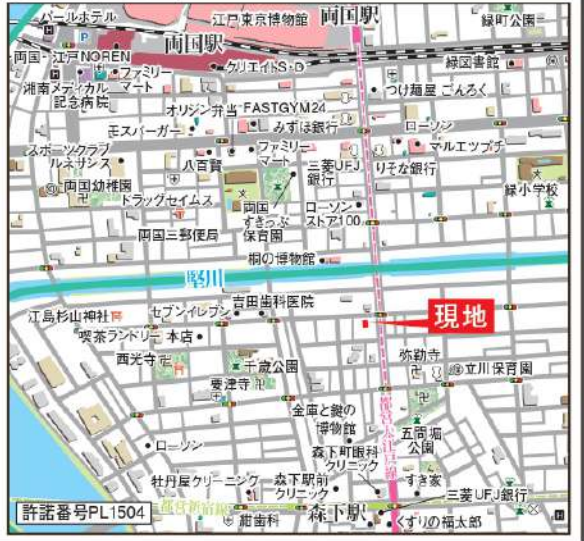 パールホテル
江戸東京博物館
両国駅
緑町公園
両国駅
両国 江戸NOREN
ファミリー
マート
クリエイトS・D
緑図書館
湘南メディカル
記念病院
つけ麺屋 ごんろく
オリジン弁当
FASTGYM24
モスバーガー
みずほ銀行
ローソン
マルエツプチ
スポーツクラブ
ルネサンス
八百賢
ファミリー
マート
三菱UFJ
銀行
りそな銀行
両国幼稚園
緑小学校
ドラッグセイムス
両国
すきっぷ
保育園
ローソン
ストア100
両国三郵便局
桐の博物館
竪川
江島杉山神社
セブンイレブン
吉田歯科医院
現地
喫茶ランドリー 本店
西光寺
千歳公園
弥勒寺
立川保育園
要津寺
金庫と鍵の
博物館
都営大江戸線
五間堀
公園
ローソン
森下町眼科
クリニック
牡丹屋クリーニング
森下駅前
クリニック
すき家
三菱UFJ銀行
許諾番号PL1504
都営新宿線
紺歯科
森下駅
くすりの福太郎